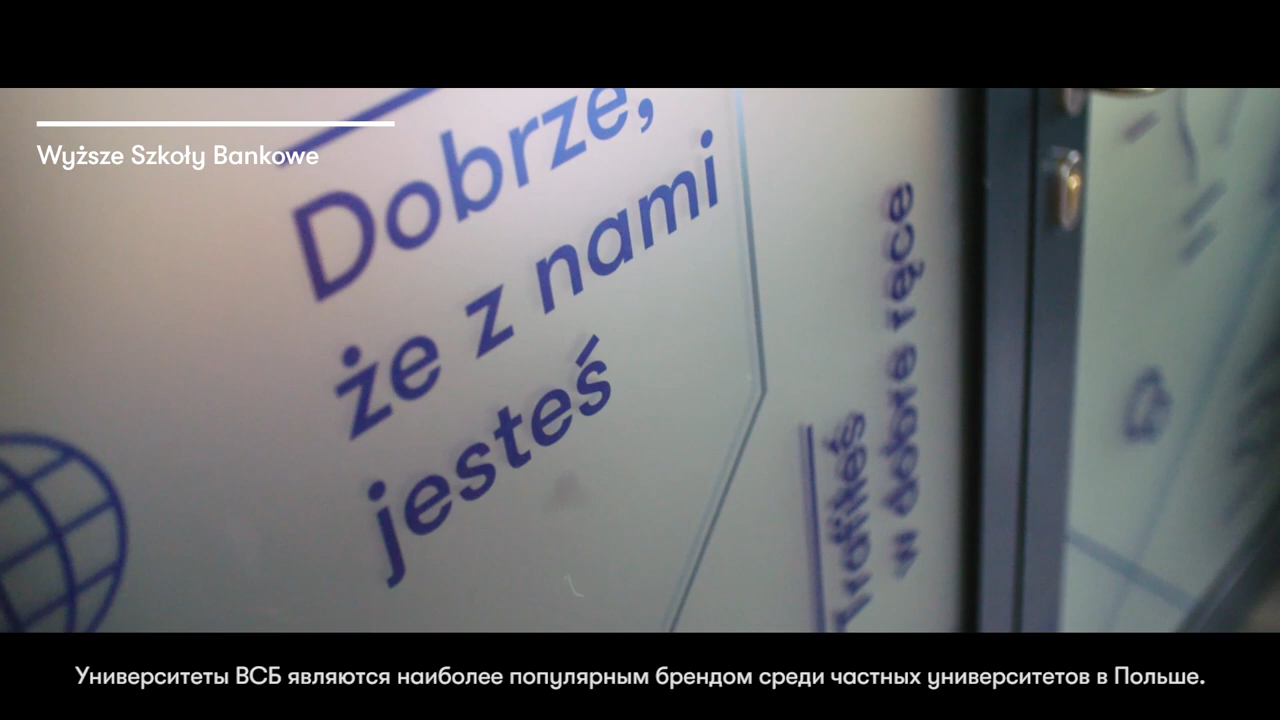 Wyższe Szkoły Bankowe
Dobrze,
że z nami
jesteś
Trafiłeś
w dobre ręce
Университеты ВСБ являются наиболее популярным брендом среди частных университетов в Польше.